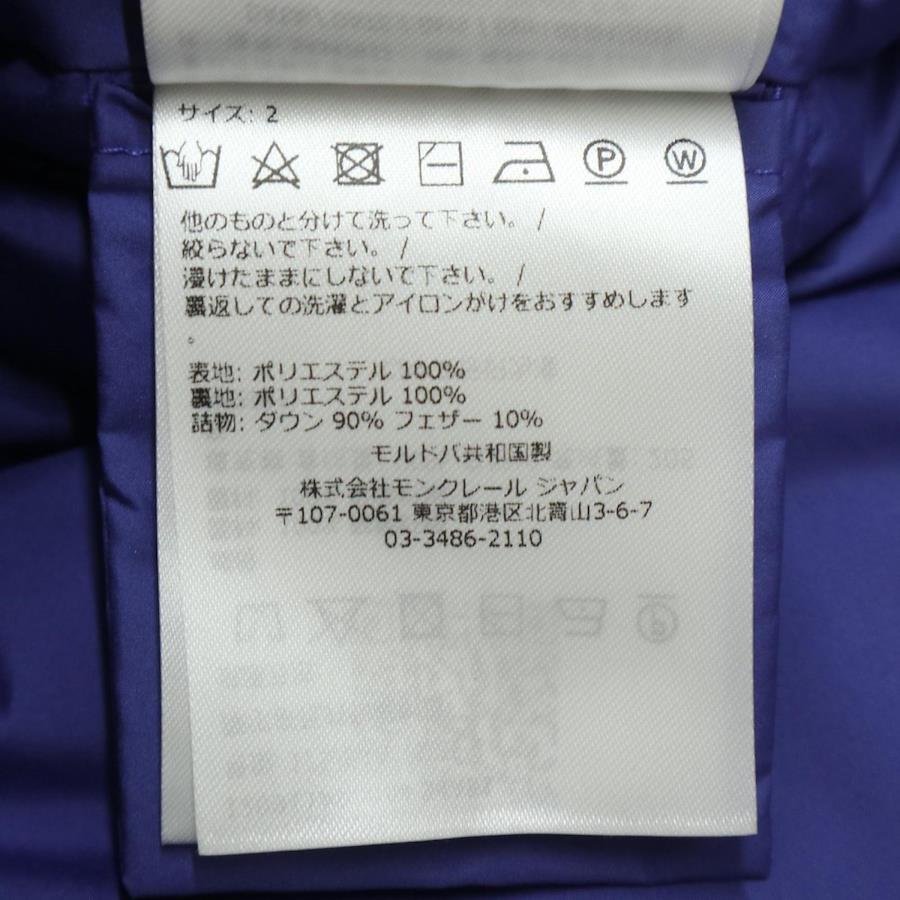 サイズ: 2
P W
他のものと分けて洗って下さい。 /
絞らないで下さい。 /
浸けたままにしないで下さい。 /
裏返しての洗濯とアイロンがけをおすすめします
。
表地: ポリエステル 100%
裏地: ポリエステル 100%
詰物: ダウン 90% フェザー 10%
モルドバ共和国製
株式会社モンクレール ジャパン
〒107-0061 東京都港区北青山3-6-7
03-3486-2110